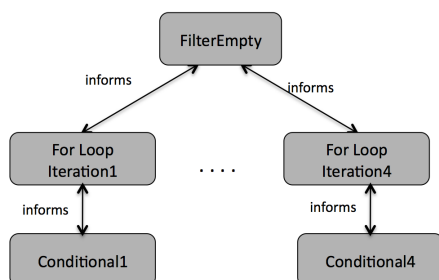 FilterEmpty
informs
informs
For Loop
Iteration1
. . . .
For Loop
Iteration4
informs
informs
Conditional1
Conditional4